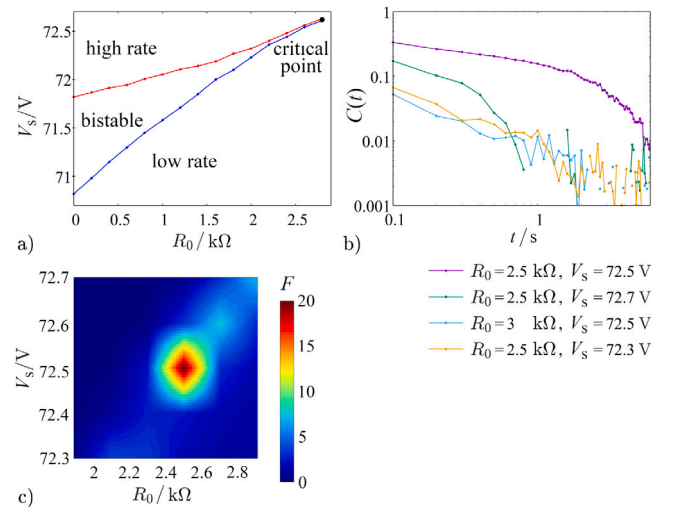 72.5
72
71.5
71
V_s/V
high rate
bistable
low rate
critical
point
0 0.5 1 1.5 2 2.5 3
R_0 / kΩ
a)
1
0.1
0.01
0.001
C(t)
0.1 1
t / s
b)
R_0 = 2.5 kΩ, V_s = 72.5 V
R_0 = 2.5 kΩ, V_s = 72.7 V
R_0 = 3 kΩ, V_s = 72.5 V
R_0 = 2.5 kΩ, V_s = 72.3 V
72.7
72.6
72.5
72.4
72.3
V_s/V
2 2.2 2.4 2.6 2.8
R_0 / kΩ
F
20
15
10
5
0
c)